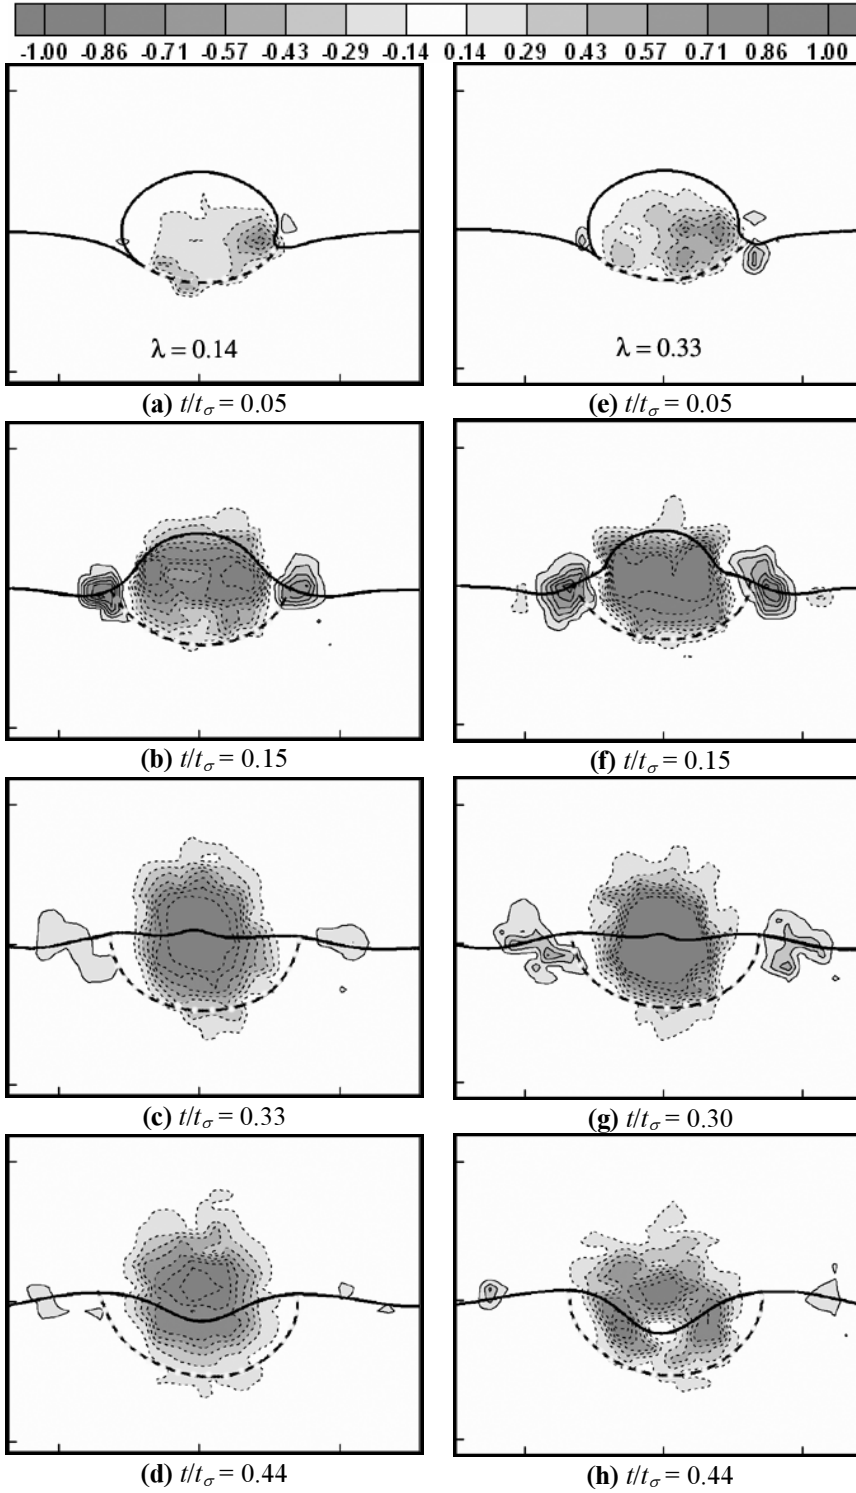 -1.00 -0.86 -0.71 -0.57 -0.43 -0.29 -0.14 0.14 0.29 0.43 0.57 0.71 0.86 1.00
λ = 0.14
λ = 0.33
(a) t/tσ = 0.05
(e) t/tσ = 0.05
(b) t/tσ = 0.15
(f) t/tσ = 0.15
(c) t/tσ = 0.33
(g) t/tσ = 0.30
(d) t/tσ = 0.44
(h) t/tσ = 0.44